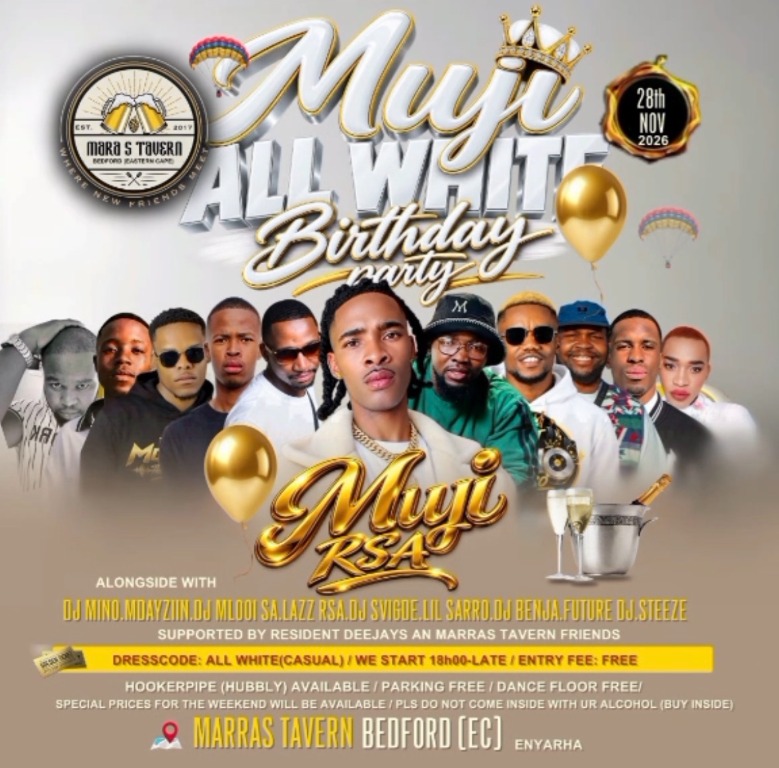 Muji
ALL WHITE
Birthday
party
28th
NOV
2026
EST. 2017
MARA S TAVERN
BEDFORD (EASTERN CAPE)
WHERE NEW FRIENDS MEET
M
Muji
RSA
ALONGSIDE WITH
DJ MINO.MDAYZIIN.DJ MLOOI SA.LAZZ RSA.DJ SVIGOE.LIL SARRO.DJ BENJA.FUTURE DJ.STEEZE
SUPPORTED BY RESIDENT DEEJAYS AN MARRAS TAVERN FRIENDS
DRESSCODE: ALL WHITE(CASUAL) / WE START 18h00-LATE / ENTRY FEE: FREE
HOOKERPIPE (HUBBLY) AVAILABLE / PARKING FREE / DANCE FLOOR FREE/
SPECIAL PRICES FOR THE WEEKEND WILL BE AVAILABLE / PLS DO NOT COME INSIDE WITH UR ALCOHOL (BUY INSIDE)
MARRAS TAVERN BEDFORD (EC) ENYARHA